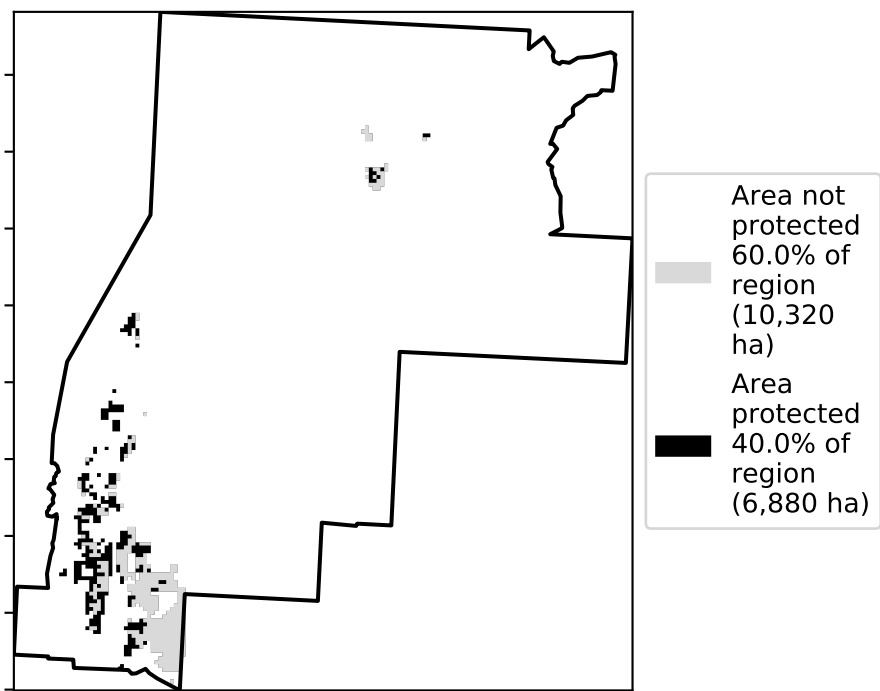 Area not
protected
60.0% of
region
(10,320
ha)
Area
protected
40.0% of
region
(6,880 ha)